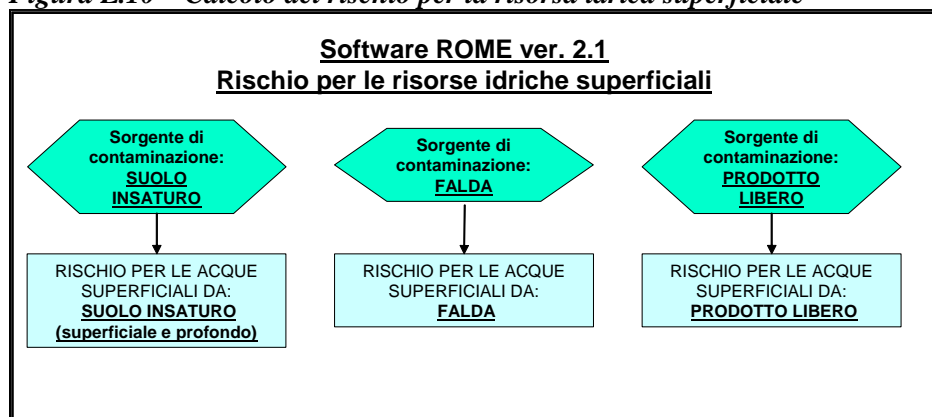 Figura L.10 – Calcolo del rischio per la risorsa idrica superficiale
Software ROME ver. 2.1
Rischio per le risorse idriche superficiali
Sorgente di
contaminazione:
SUOLO
INSATURO
Sorgente di
contaminazione:
FALDA
Sorgente di
contaminazione:
PRODOTTO
LIBERO
RISCHIO PER LE ACQUE
SUPERFICIALI DA:
SUOLO INSATURO
(superficiale e profondo)
RISCHIO PER LE ACQUE
SUPERFICIALI DA:
FALDA
RISCHIO PER LE ACQUE
SUPERFICIALI DA:
PRODOTTO LIBERO